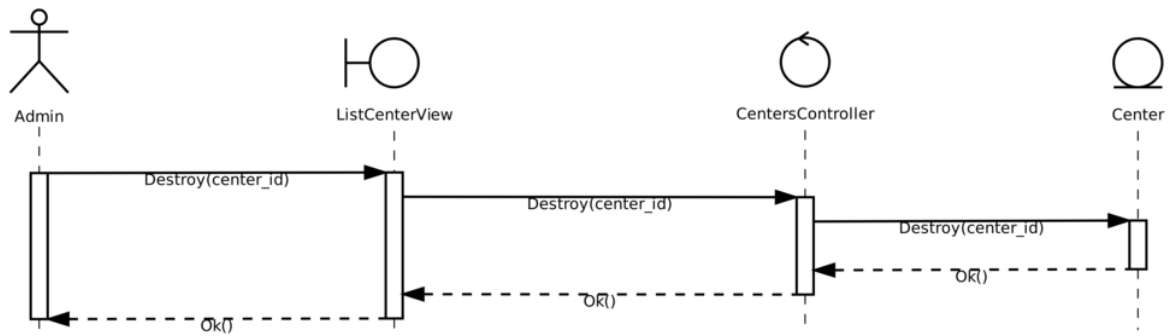 Admin
ListCenterView
CentersController
Center
Destroy(center_id)
Destroy(center_id)
Destroy(center_id)
Ok()
Ok()
Ok()